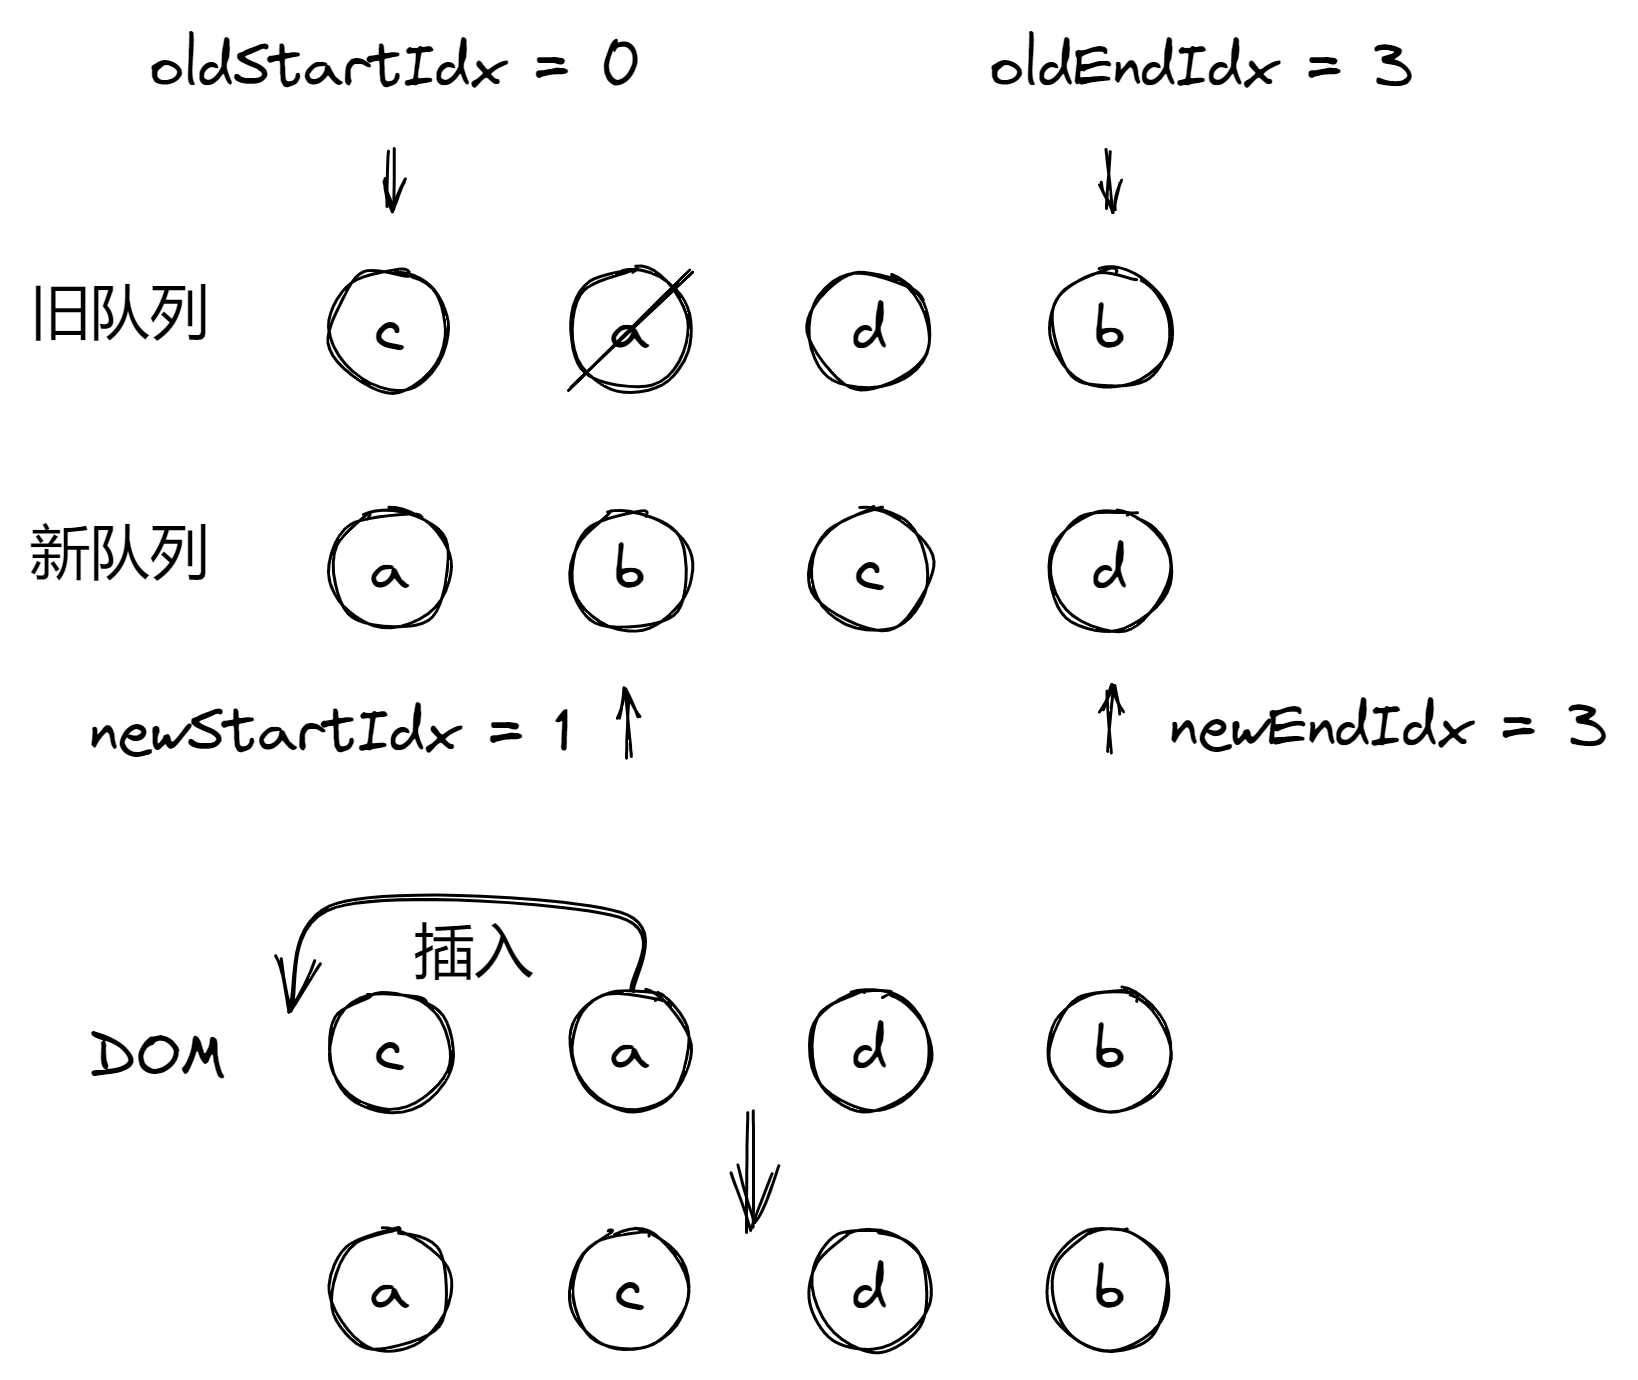 oldStartIdx = 0 oldEndIdx = 3
旧队列 c a d b
新队列 a b c d
newStartIdx = 1 newEndIdx = 3
插入
DOM c a d b
a c d b